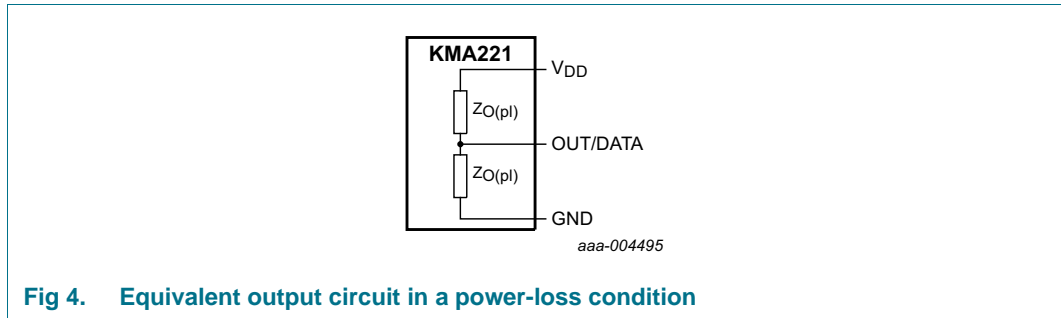 KMA221
VDD
ZO(pl)
OUT/DATA
ZO(pl)
GND
aaa-004495
Fig 4. Equivalent output circuit in a power-loss condition